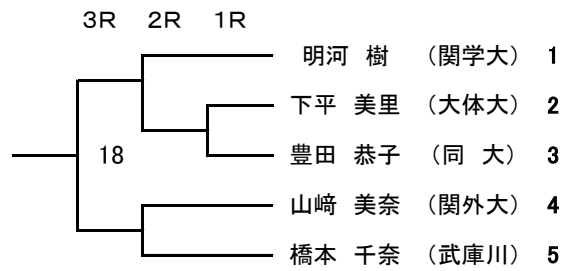 3R 2R 1R
明河 樹 (関学大) 1
下平 美里 (大体大) 2
18
豊田 恭子 (同 大) 3
山﨑 美奈 (関外大) 4
橋本 千奈 (武庫川) 5